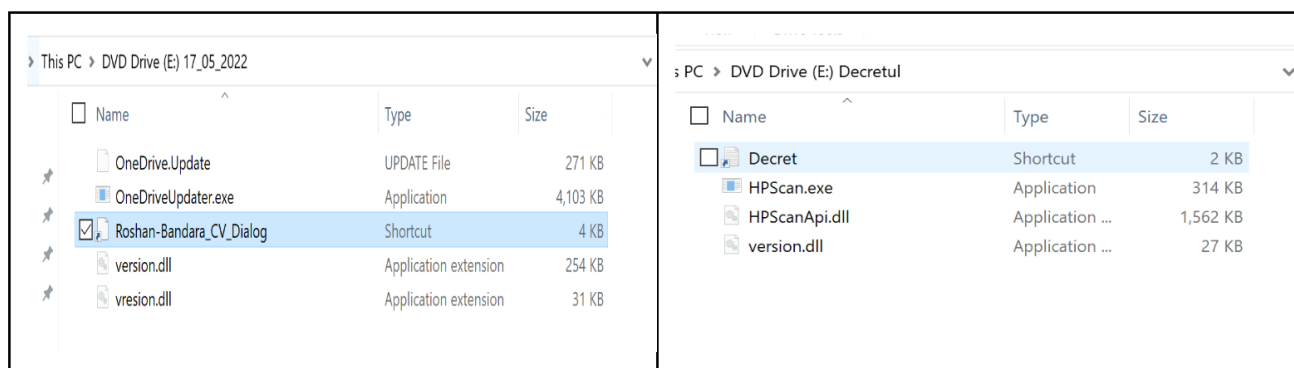 This PC > DVD Drive (E:) 17_05_2022
Name Type Size
OneDrive.Update UPDATE File 271 KB
OneDriveUpdater.exe Application 4,103 KB
Roshan-Bandara_CV_Dialog Shortcut 4 KB
version.dll Application extension 254 KB
vresion.dll Application extension 31 KB
s PC > DVD Drive (E:) Decretul
Name Type Size
Decret Shortcut 2 KB
HPScan.exe Application 314 KB
HPScanApi.dll Application ... 1,562 KB
version.dll Application ... 27 KB